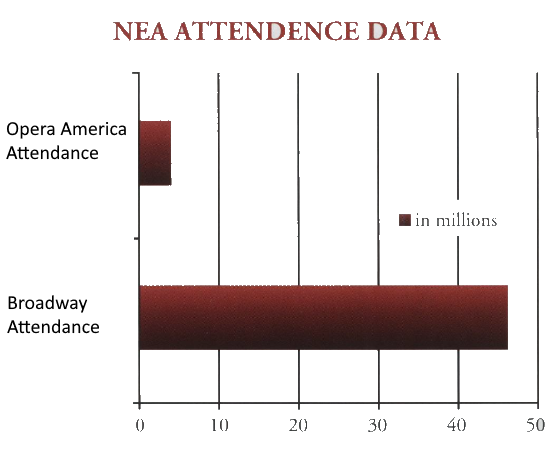 NEA ATTENDENCE DATA
Opera America
Attendance
in millions
Broadway
Attendance
0 10 20 30 40 50